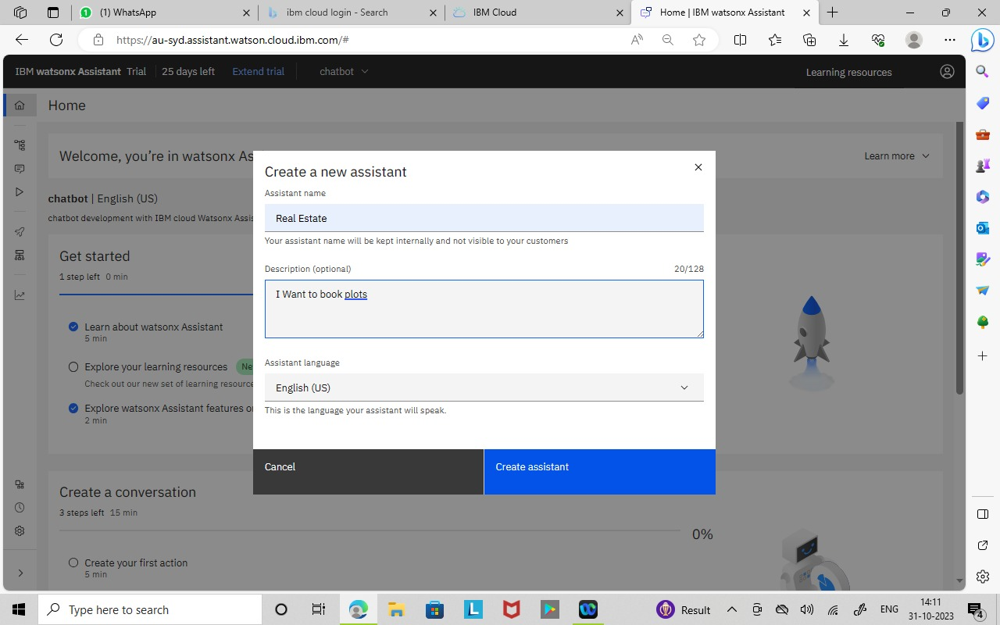 (1) WhatsApp
ibm cloud login - Search
IBM Cloud
Home | IBM watsonx Assistant
https://au-syd.assistant.watson.cloud.ibm.com/#
IBM watsonx Assistant Trial 25 days left Extend trial chatbot Learning resources
Home
Welcome, you're in watsonx As
Learn more
chatbot | English (US)
chatbot development with IBM cloud Watsonx Assis
Get started
1 step left 0 min
Learn about watsonx Assistant
5 min
Explore your learning resources Ne
Check out our new set of learning resource
Explore watsonx Assistant features o
2 min
Create a conversation
3 steps left 15 min
0%
Create your first action
5 min
Create a new assistant
Assistant name
Real Estate
Your assistant name will be kept internally and not visible to your customers
Description (optional) 20/128
I Want to book plots
Assistant language
English (US)
This is the language your assistant will speak.
Cancel
Create assistant
Type here to search
L
Result
ENG
14:11
31-10-2023
4